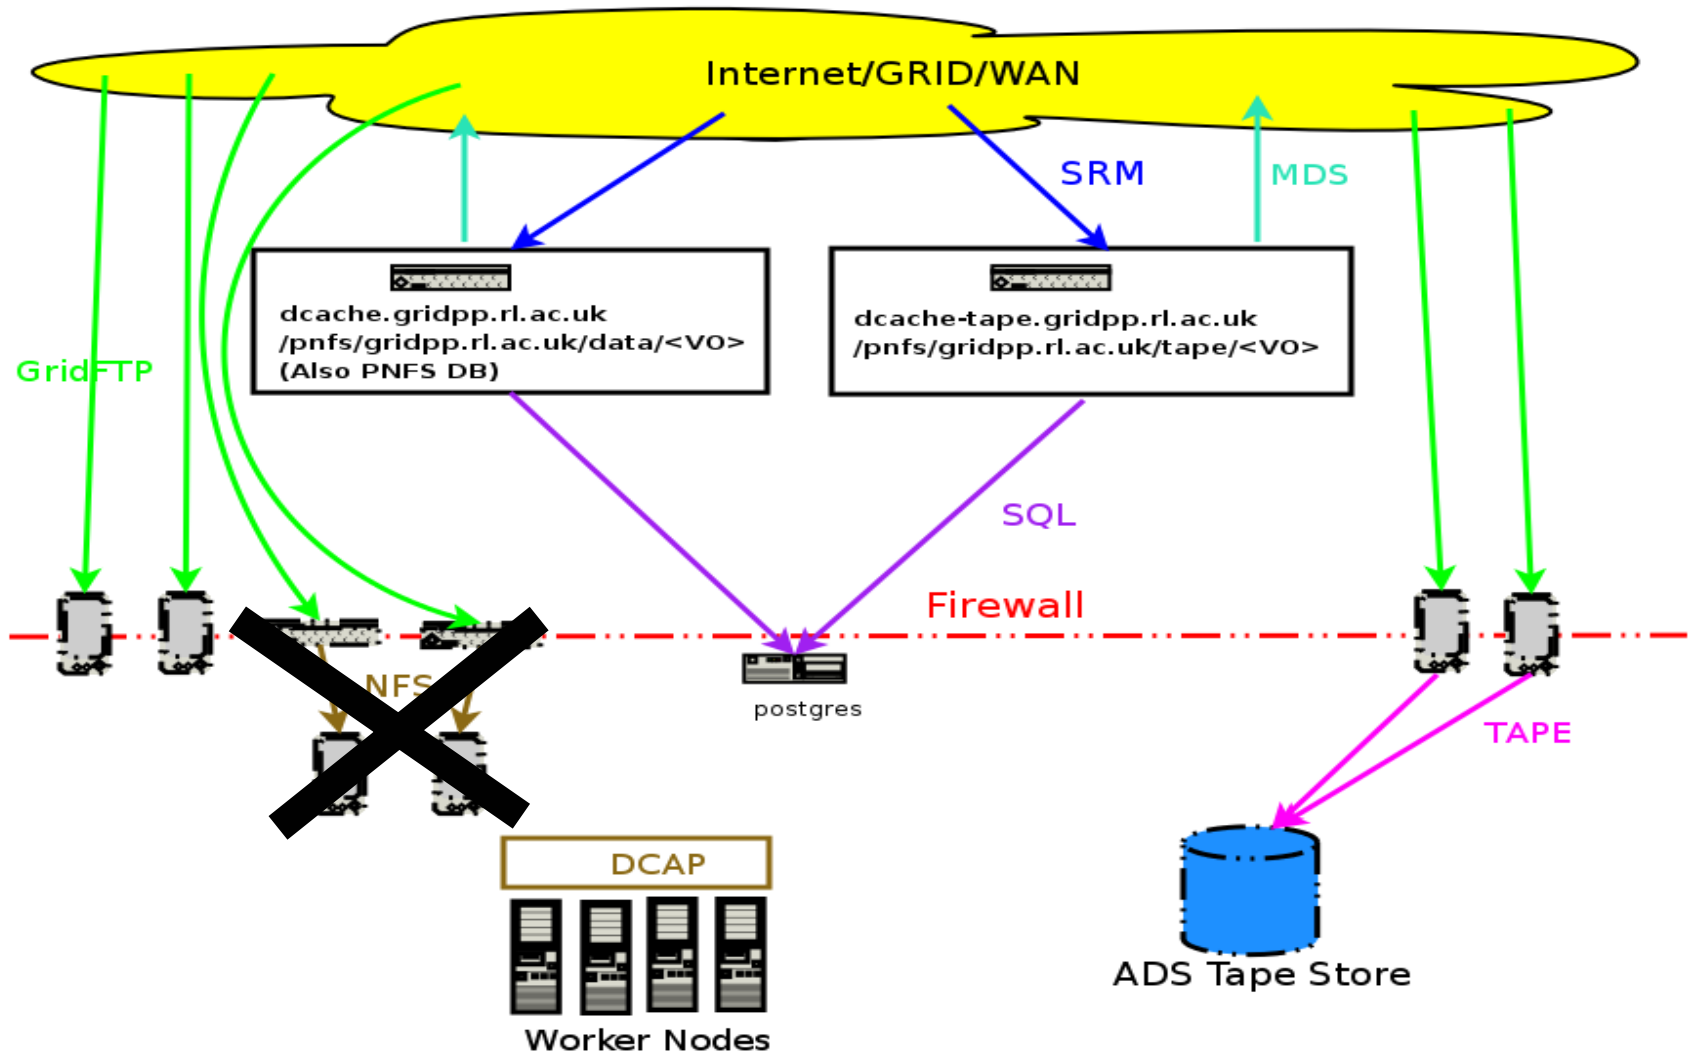 Internet/GRID/WAN
SRM
MDS
dcache.gridpp.rl.ac.uk
/pnfs/gridpp.rl.ac.uk/data/<VO>
(Also PNFS DB)
dcache-tape.gridpp.rl.ac.uk
/pnfs/gridpp.rl.ac.uk/tape/<VO>
GridFTP
SQL
Firewall
NFS
postgres
TAPE
DCAP
ADS Tape Store
Worker Nodes